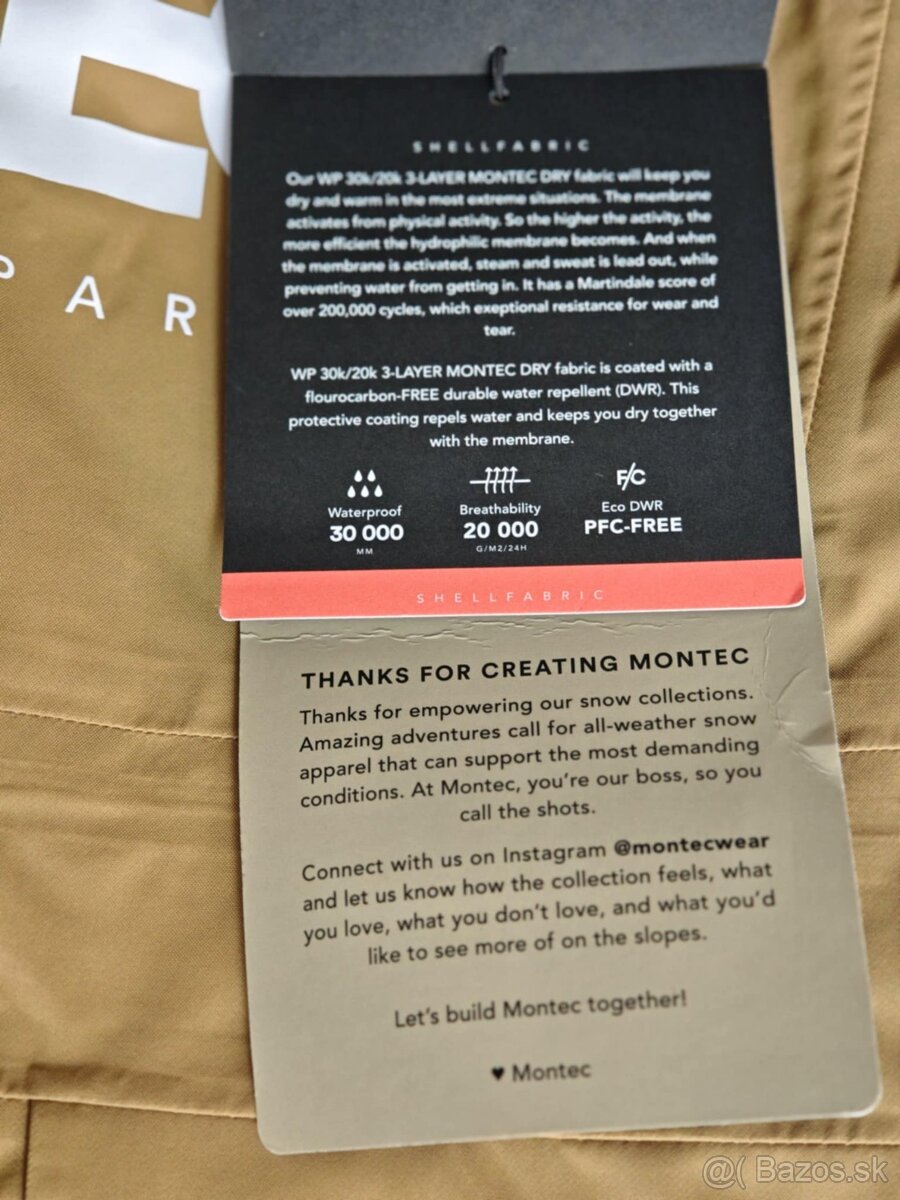 E
PAR
SHELLFABRIC
Our WP 30k/20k 3-LAYER MONTEC DRY fabric will keep you
dry and warm in the most extreme situations. The membrane
activates from physical activity. So the higher the activity, the
more efficient the hydrophilic membrane becomes. And when
the membrane is activated, steam and sweat is lead out, while
preventing water from getting in. It has a Martindale score of
over 200,000 cycles, which exeptional resistance for wear and
tear.
WP 30k/20k 3-LAYER MONTEC DRY fabric is coated with a
flourocarbon-FREE durable water repellent (DWR). This
protective coating repels water and keeps you dry together
with the membrane.
F/C
Waterproof Breathability Eco DWR
30 000 20 000 PFC-FREE
MM G/M2/24H
SHELLFABRIC
THANKS FOR CREATING MONTEC
Thanks for empowering our snow collections.
Amazing adventures call for all-weather snow
apparel that can support the most demanding
conditions. At Montec, you're our boss, so you
call the shots.
Connect with us on Instagram @montecwear
and let us know how the collection feels, what
you love, what you don't love, and what you'd
like to see more of on the slopes.
Let's build Montec together!
♥ Montec
@( Bazos.sk